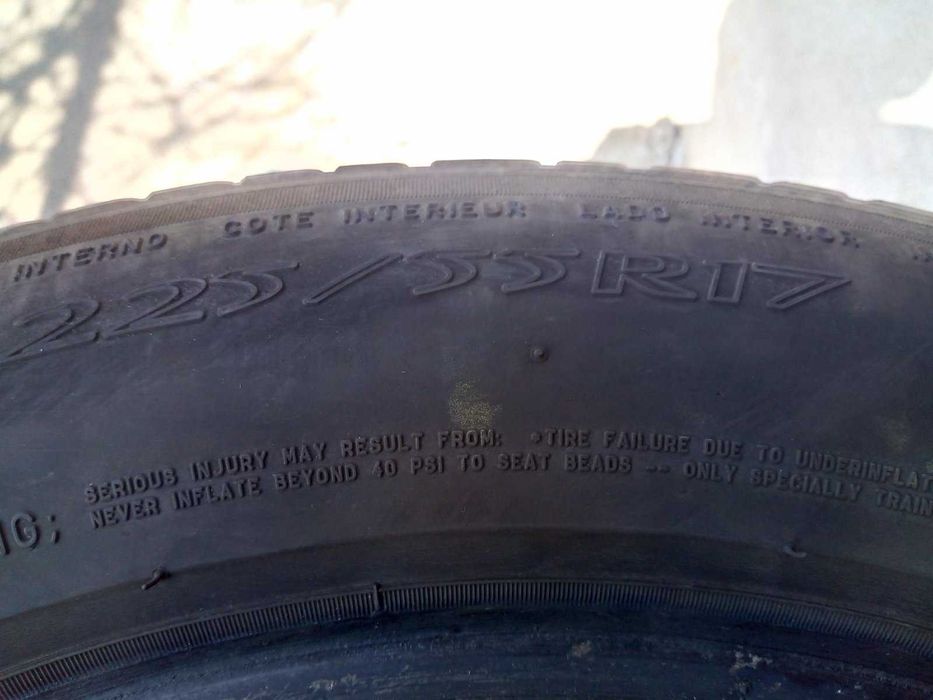 INTERNO COTE INTERIEUR LADO INTERIOR
225/55R17
SERIOUS INJURY MAY RESULT FROM: •TIRE FAILURE DUE TO UNDERINFLAT
NG; NEVER INFLATE BEYOND 40 PSI TO SEAT BEADS -- ONLY SPECIALLY TRAIN